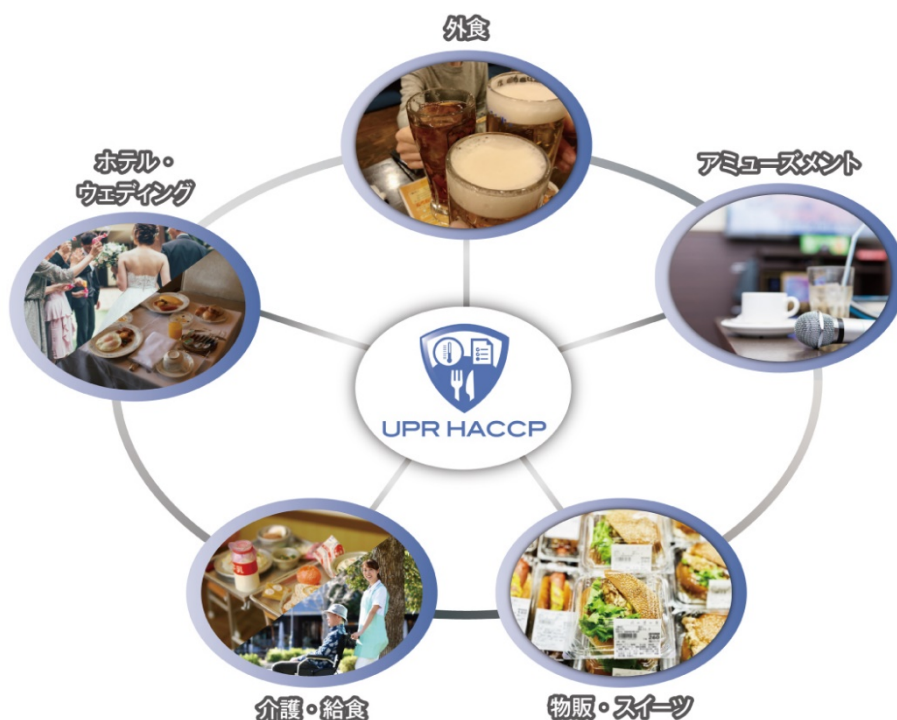 外食
ホテル・
ウェディング
アミューズメント
UPR HACCP
介護・給食
物販・スイーツ